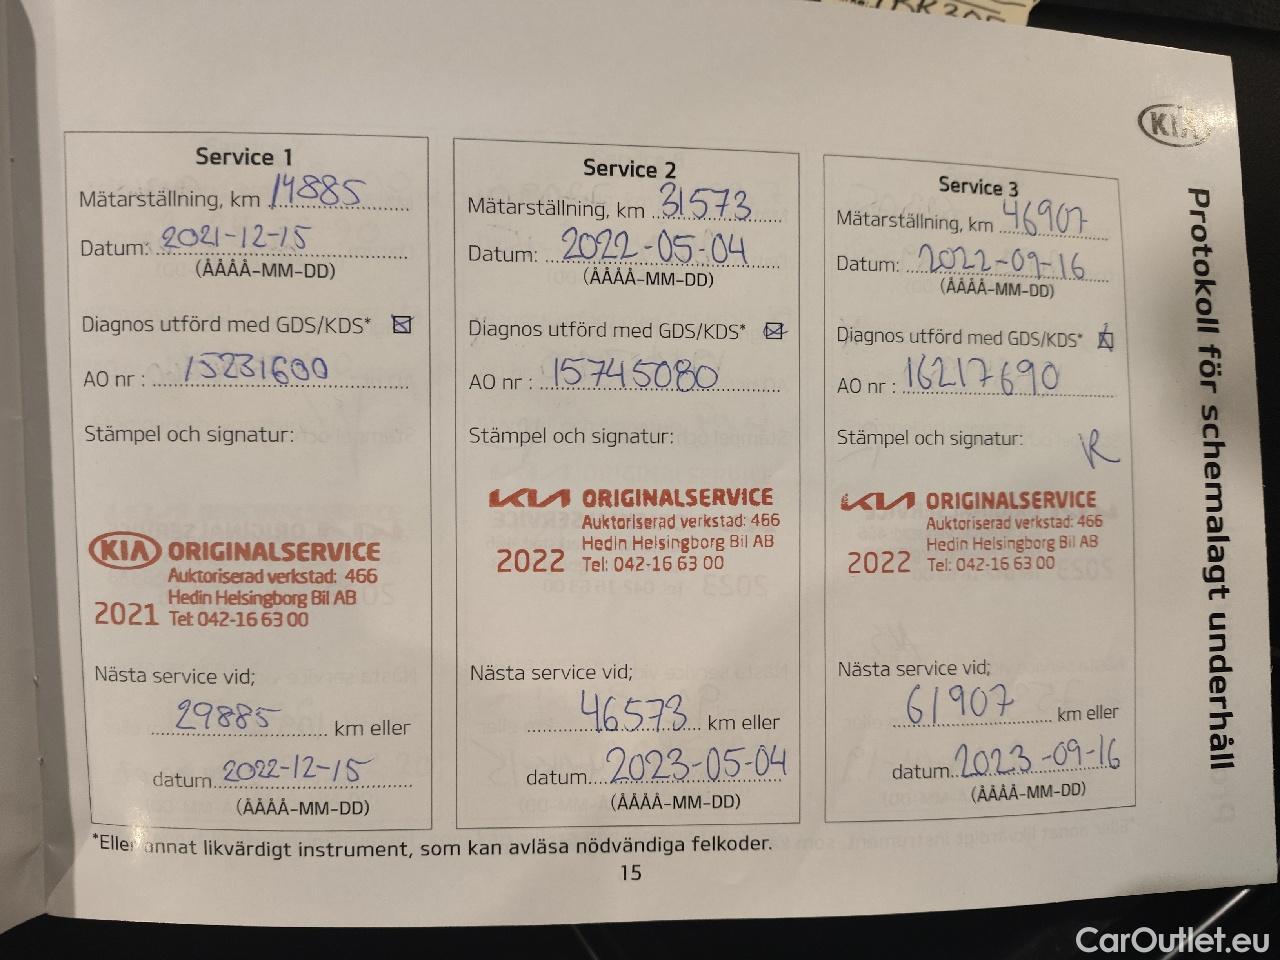 KIA
Protokoll för schemalagt underhåll
Service 1
Mätarställning, km 14885
Datum: 2021-12-15
(ÅÅÅÅ-MM-DD)
Diagnos utförd med GDS/KDS*
AO nr : 15231600
Stämpel och signatur:
KIA ORIGINALSERVICE
Auktoriserad verkstad: 466
Hedin Helsingborg Bil AB
2021 Tel: 042-16 63 00
Nästa service vid;
29885 km eller
datum 2022-12-15
(ÅÅÅÅ-MM-DD)
Service 2
Mätarställning, km 31573
Datum: 2022-05-04
(ÅÅÅÅ-MM-DD)
Diagnos utförd med GDS/KDS*
AO nr : 15745080
Stämpel och signatur:
KIA ORIGINALSERVICE
Auktoriserad verkstad: 466
Hedin Helsingborg Bil AB
2022 Tel: 042-16 63 00
Nästa service vid;
46573 km eller
datum 2023-05-04
(ÅÅÅÅ-MM-DD)
Service 3
Mätarställning, km 46907
Datum: 2022-09-16
(ÅÅÅÅ-MM-DD)
Diagnos utförd med GDS/KDS*
AO nr : 16217690
Stämpel och signatur:
KIA ORIGINALSERVICE
Auktoriserad verkstad: 466
Hedin Helsingborg Bil AB
2022 Tel: 042-16 63 00
Nästa service vid;
61907 km eller
datum 2023-09-16
(ÅÅÅÅ-MM-DD)
*Eller annat likvärdigt instrument, som kan avläsa nödvändiga felkoder.
15
CarOutlet.eu